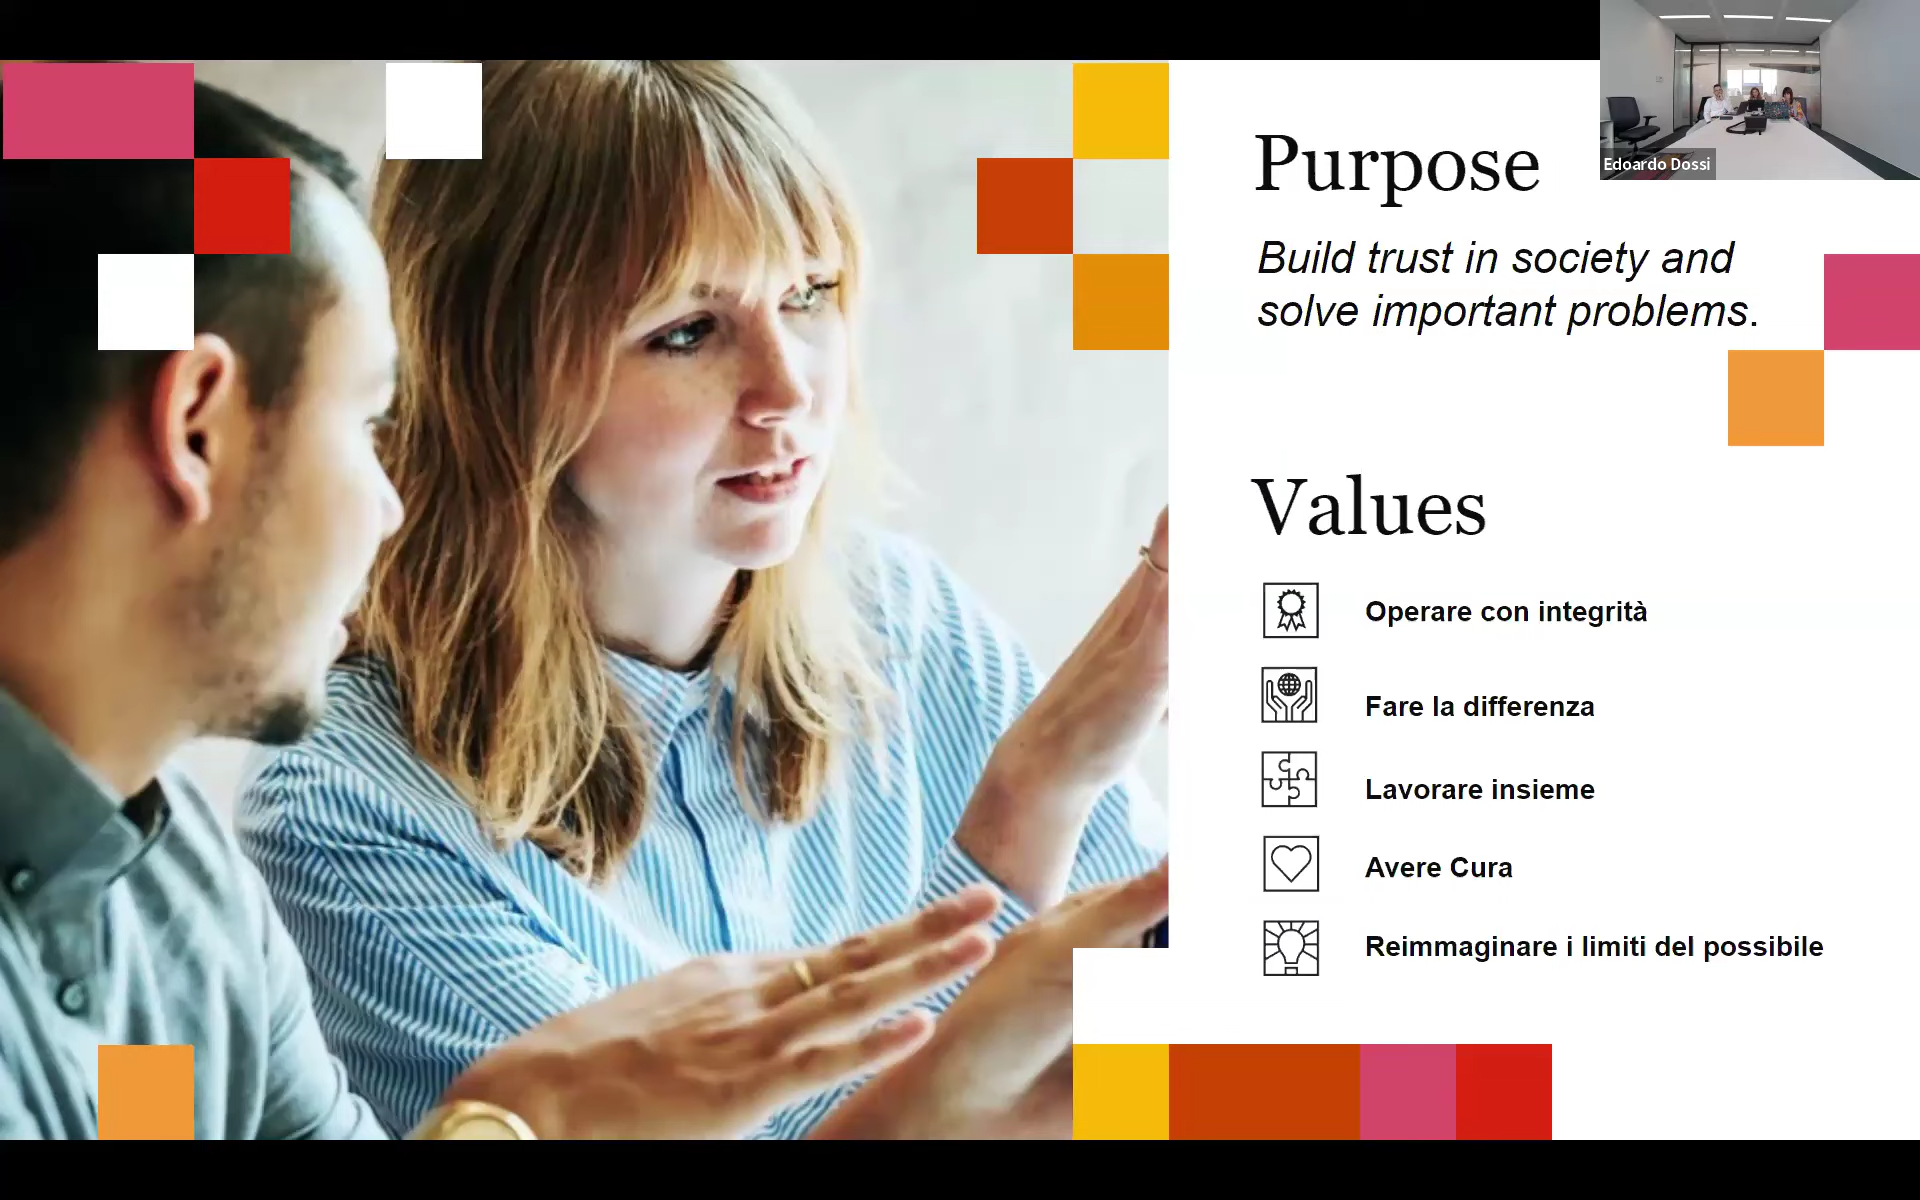 Purpose
Edoardo Dossi
Build trust in society and
solve important problems.
Values
Operare con integrità
Fare la differenza
Lavorare insieme
Avere Cura
Reimmaginare i limiti del possibile